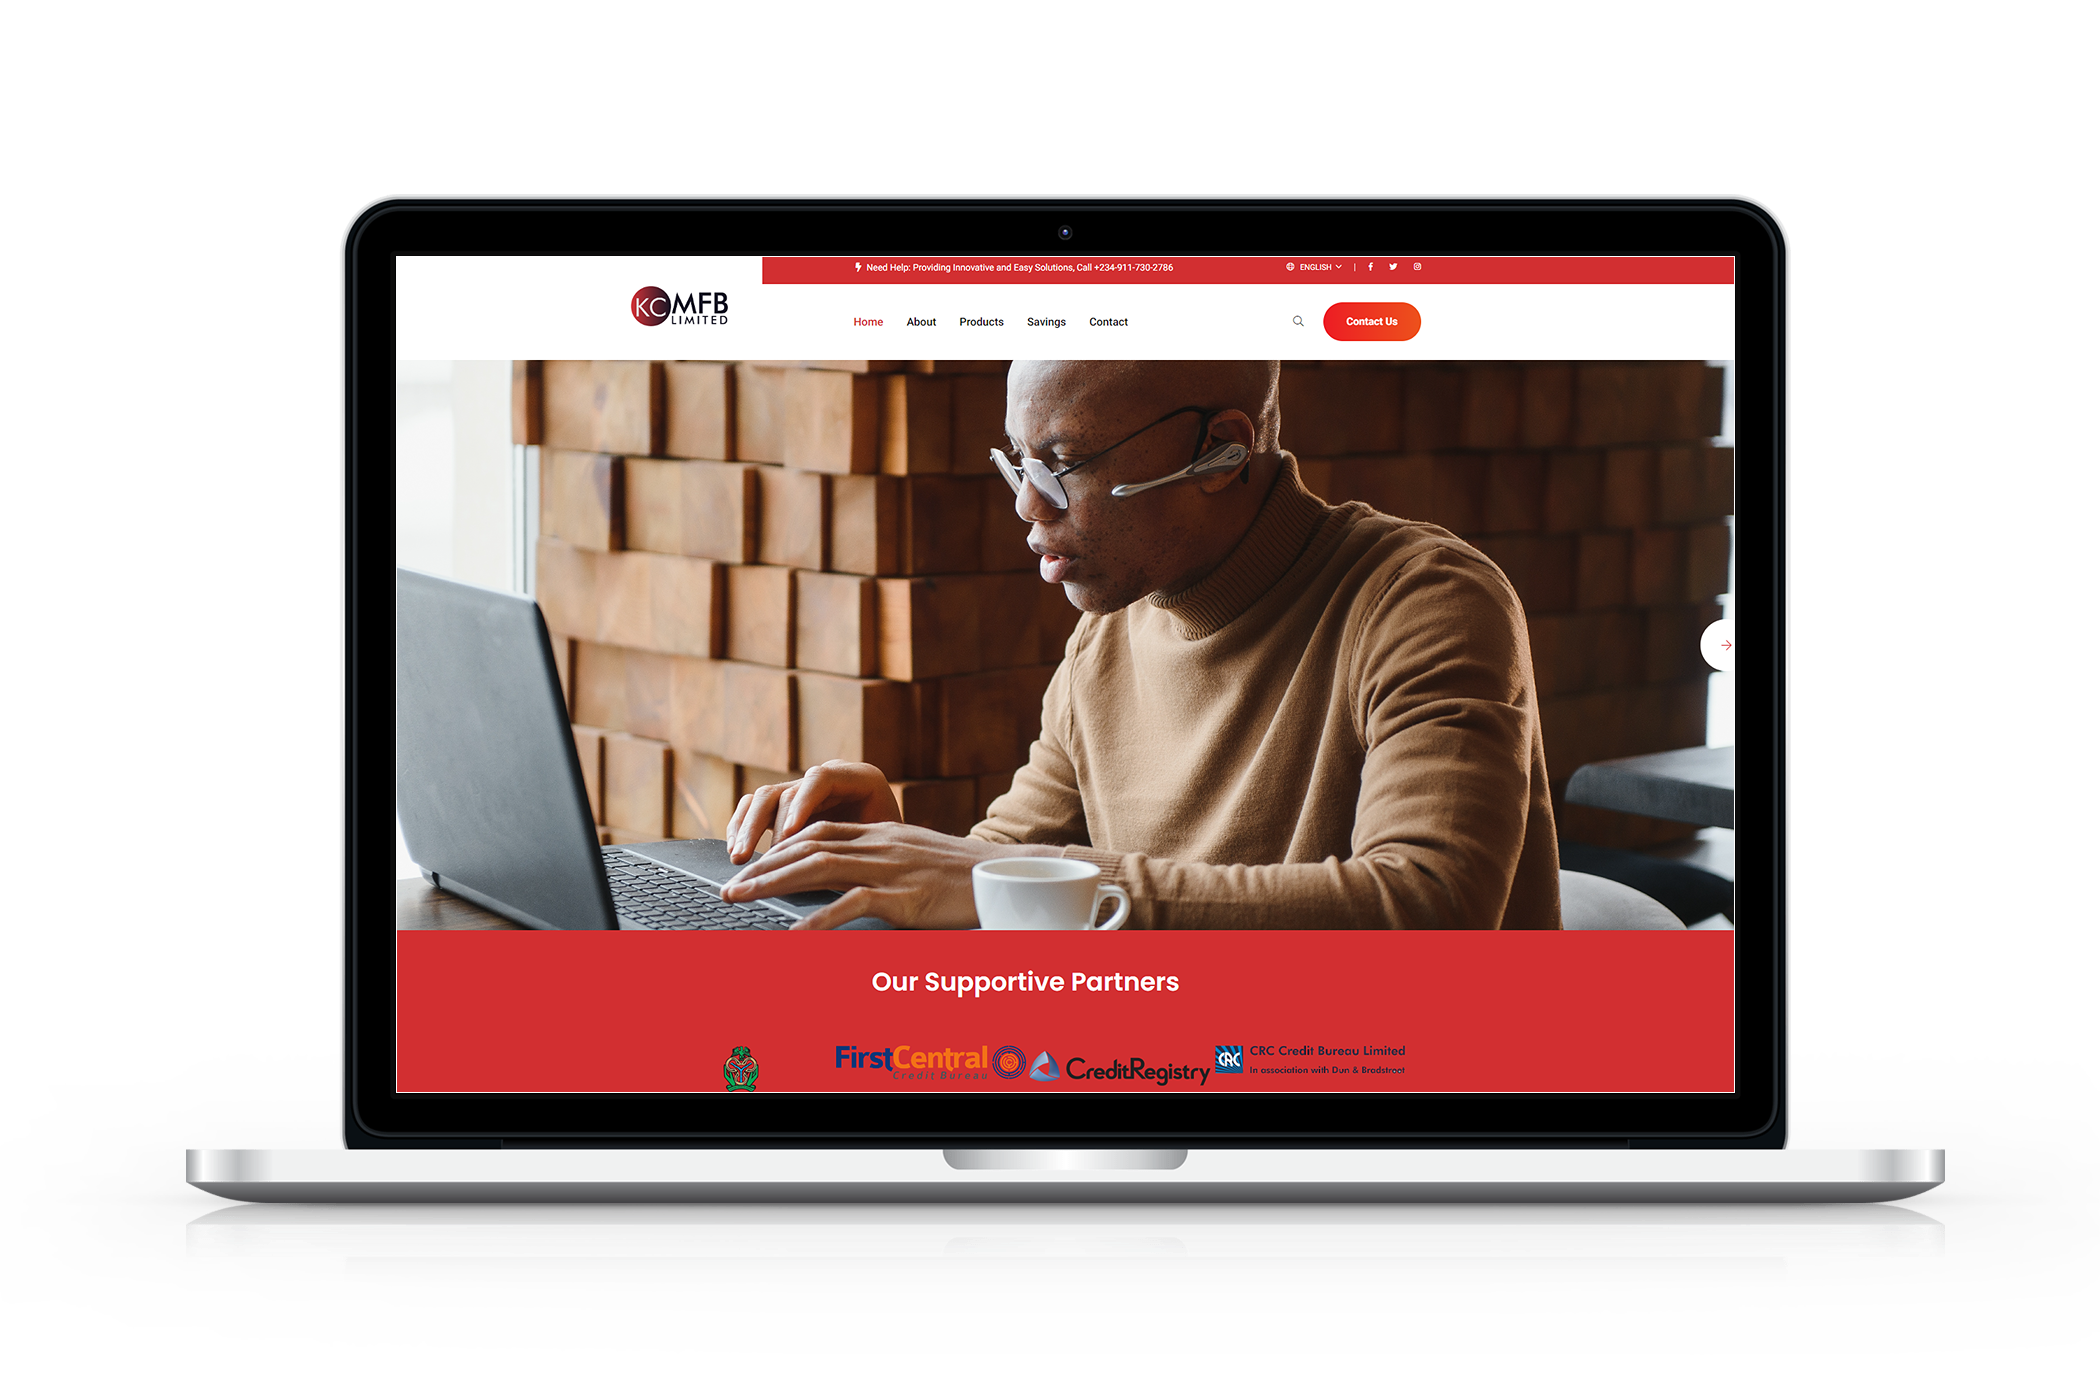 Need Help: Providing Innovative and Easy Solutions, Call +234-911-730-2786
ENGLISH
KCMFB
LIMITED
Home About Products Savings Contact
Contact Us
Our Supportive Partners
FirstCentral
Credit Bureau
CreditRegistry
CRC
CRC Credit Bureau Limited
In association with Dun & Bradstreet